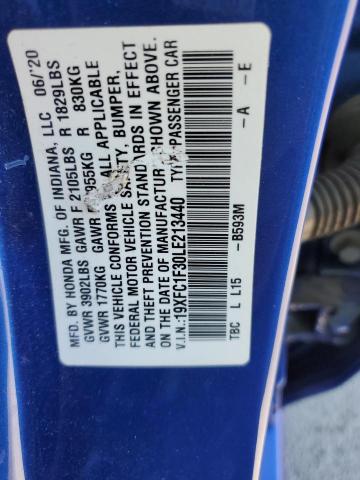 MFD. BY HONDA MFG. OF INDIANA, LLC 06/'20
GVWR 3902LBS GAWR F 2105LBS R 1829LBS
GVWR 1770KG GAWR 955KG R 830KG
THIS VEHICLE CONFORMS ALL APPLICABLE
FEDERAL MOTOR VEHICLE SAFETY, BUMPER,
AND THEFT PREVENTION STANDARDS IN EFFECT
ON THE DATE OF MANUFACTURE SHOWN ABOVE.
V.I.N.: 19XFC1F30LE213440 TYPE: PASSENGER CAR
TBC L L15 -B593M -A -E